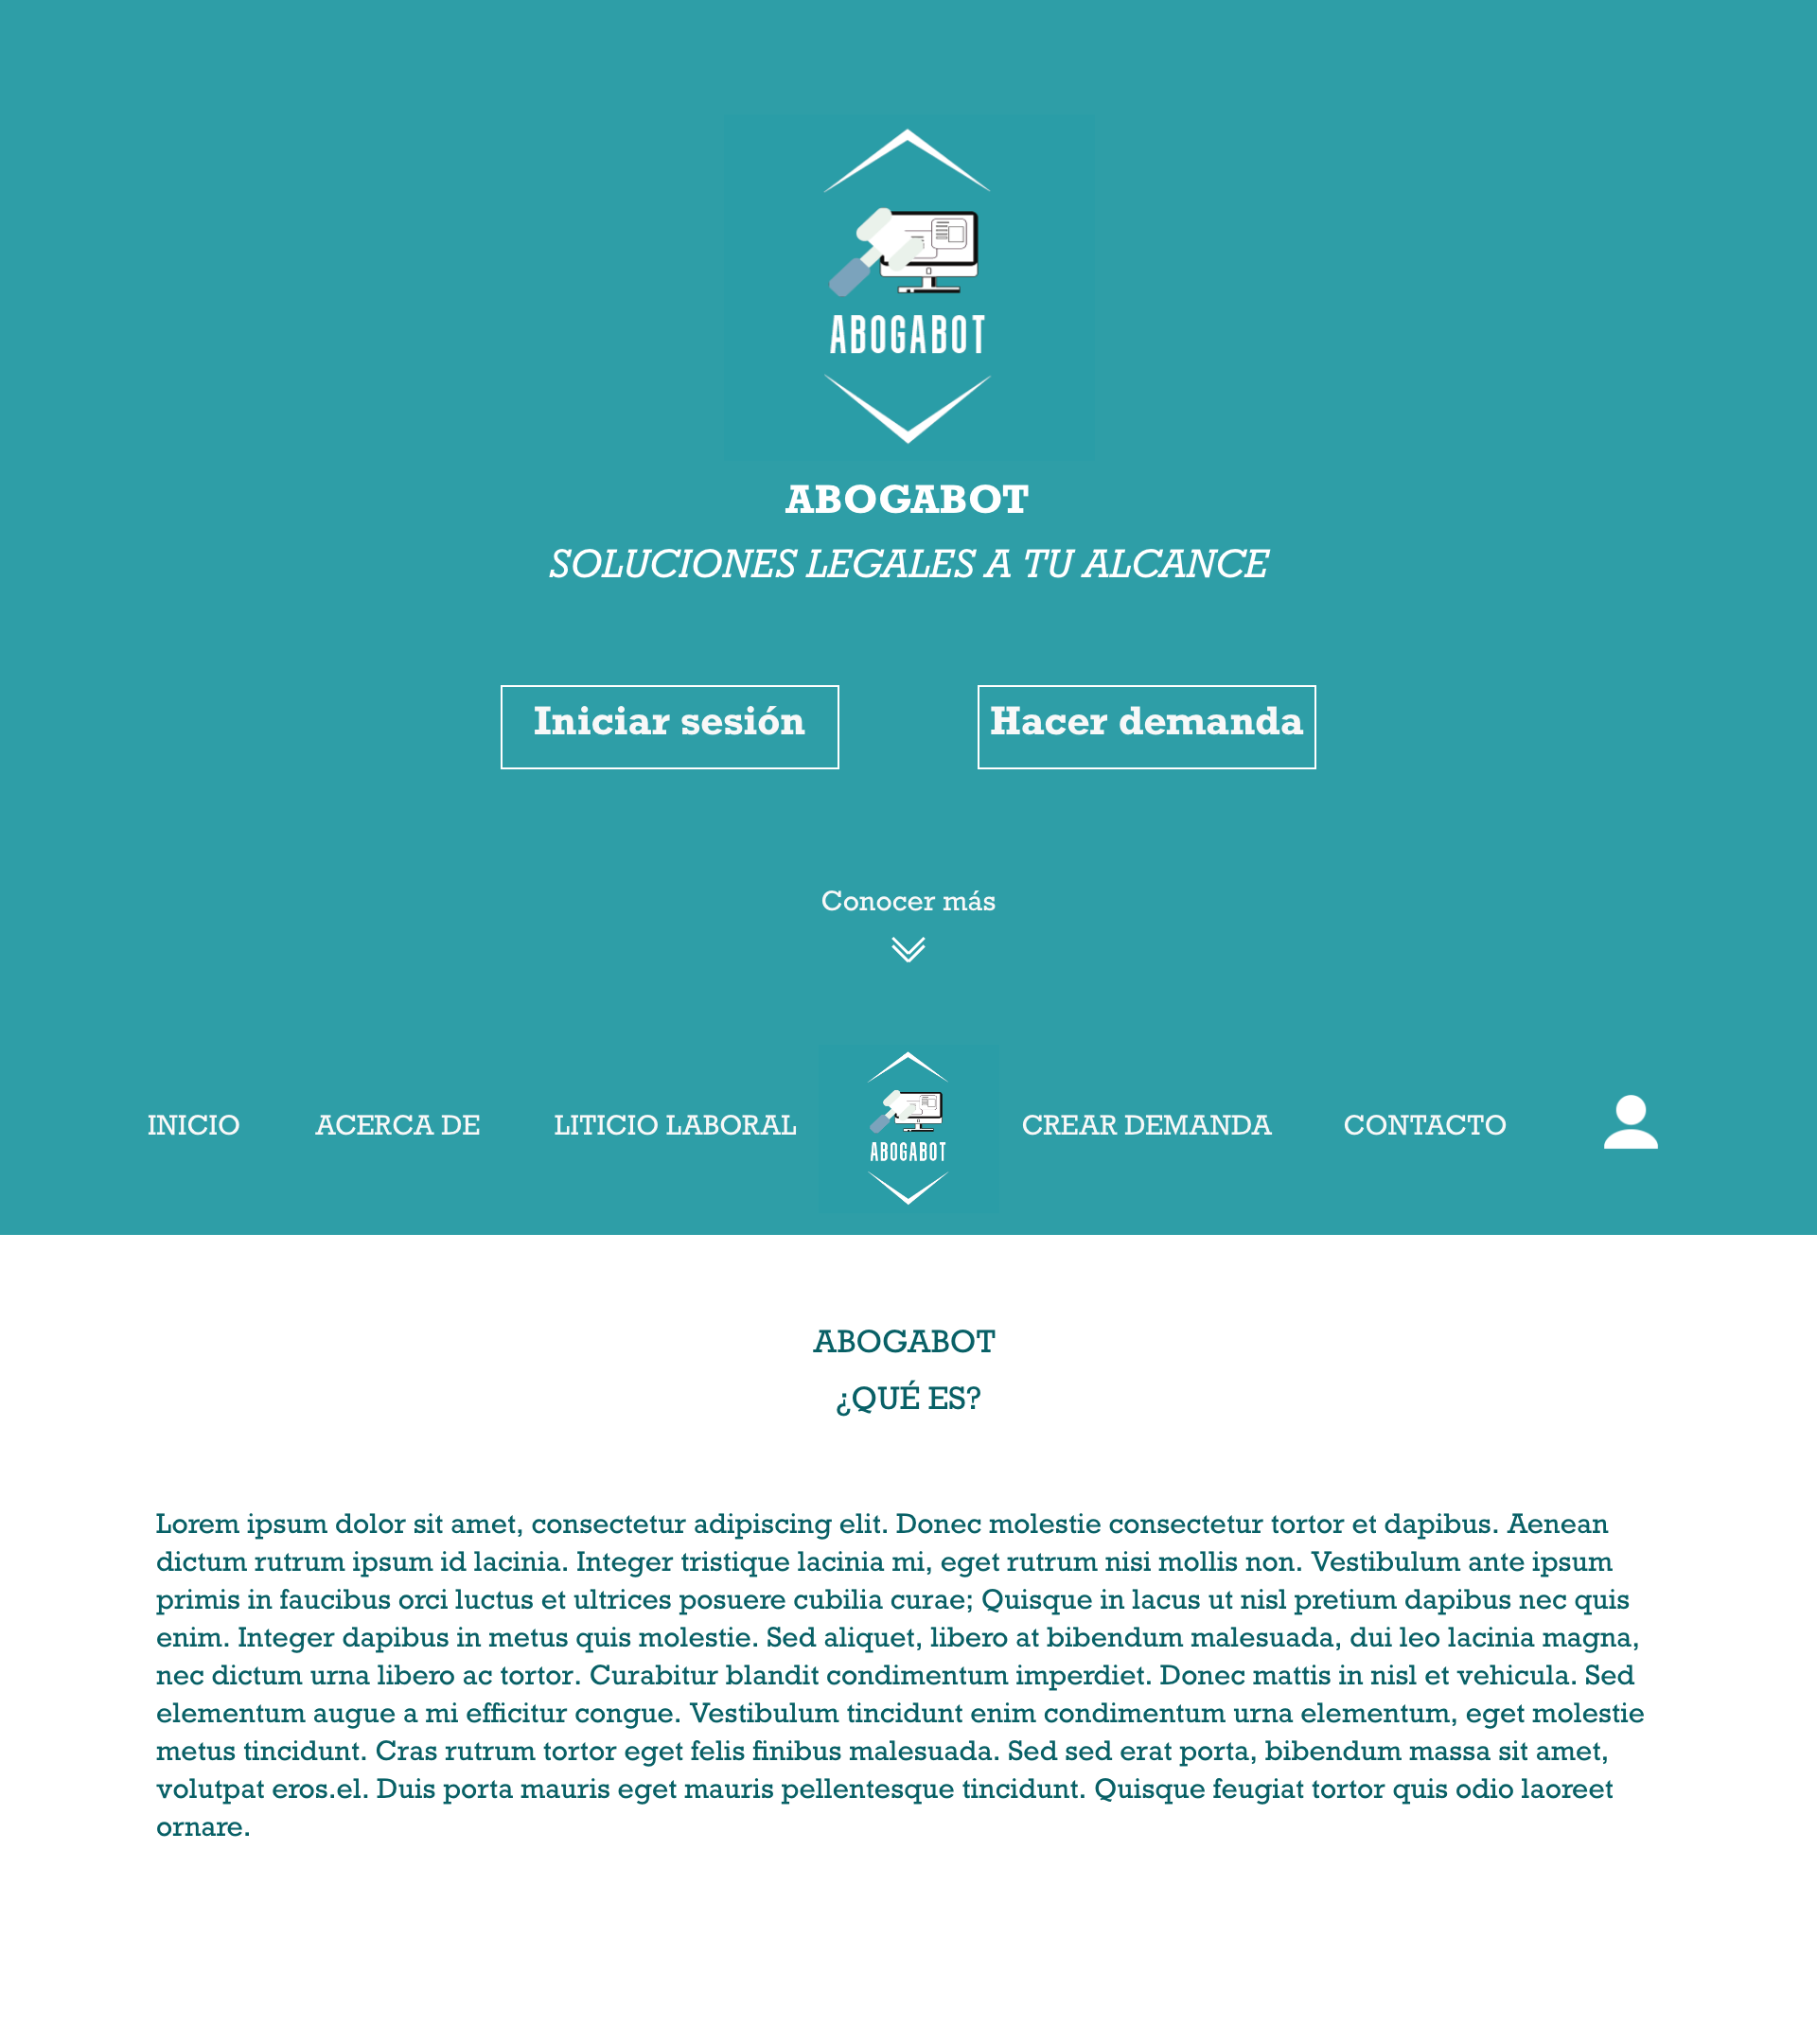 ABOGABOT
ABOGABOT
SOLUCIONES LEGALES A TU ALCANCE
Iniciar sesión
Hacer demanda
Conocer más
INICIO
ACERCA DE
LITICIO LABORAL
ABOGABOT
CREAR DEMANDA
CONTACTO
ABOGABOT
¿QUÉ ES?
Lorem ipsum dolor sit amet, consectetur adipiscing elit. Donec molestie consectetur tortor et dapibus. Aenean
dictum rutrum ipsum id lacinia. Integer tristique lacinia mi, eget rutrum nisi mollis non. Vestibulum ante ipsum
primis in faucibus orci luctus et ultrices posuere cubilia curae; Quisque in lacus ut nisl pretium dapibus nec quis
enim. Integer dapibus in metus quis molestie. Sed aliquet, libero at bibendum malesuada, dui leo lacinia magna,
nec dictum urna libero ac tortor. Curabitur blandit condimentum imperdiet. Donec mattis in nisl et vehicula. Sed
elementum augue a mi efficitur congue. Vestibulum tincidunt enim condimentum urna elementum, eget molestie
metus tincidunt. Cras rutrum tortor eget felis finibus malesuada. Sed sed erat porta, bibendum massa sit amet,
volutpat eros.el. Duis porta mauris eget mauris pellentesque tincidunt. Quisque feugiat tortor quis odio laoreet
ornare.